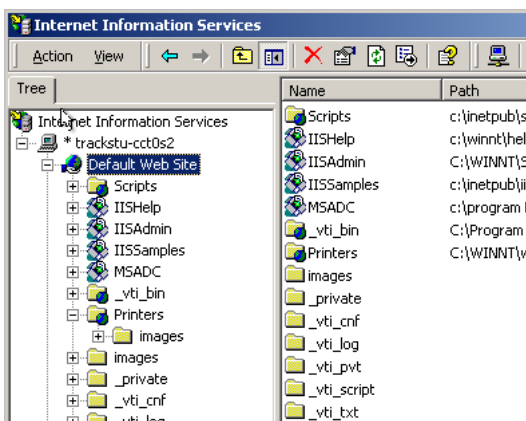 Internet Information Services
Action View
Tree
Internet Information Services
* trackstu-cct0s2
Default Web Site
Scripts
IISHelp
IISAdmin
IISSamples
MSADC
_vti_bin
Printers
images
images
_private
_vti_cnf
_vti_log
Name Path
Scripts c:\inetpub\s
IISHelp c:\winnt\hel
IISAdmin C:\WINNT\S
IISSamples c:\inetpub\ii
MSADC c:\program
_vti_bin C:\Program
Printers C:\WINNT\w
images
_private
_vti_cnf
_vti_log
_vti_pvt
_vti_script
_vti_txt